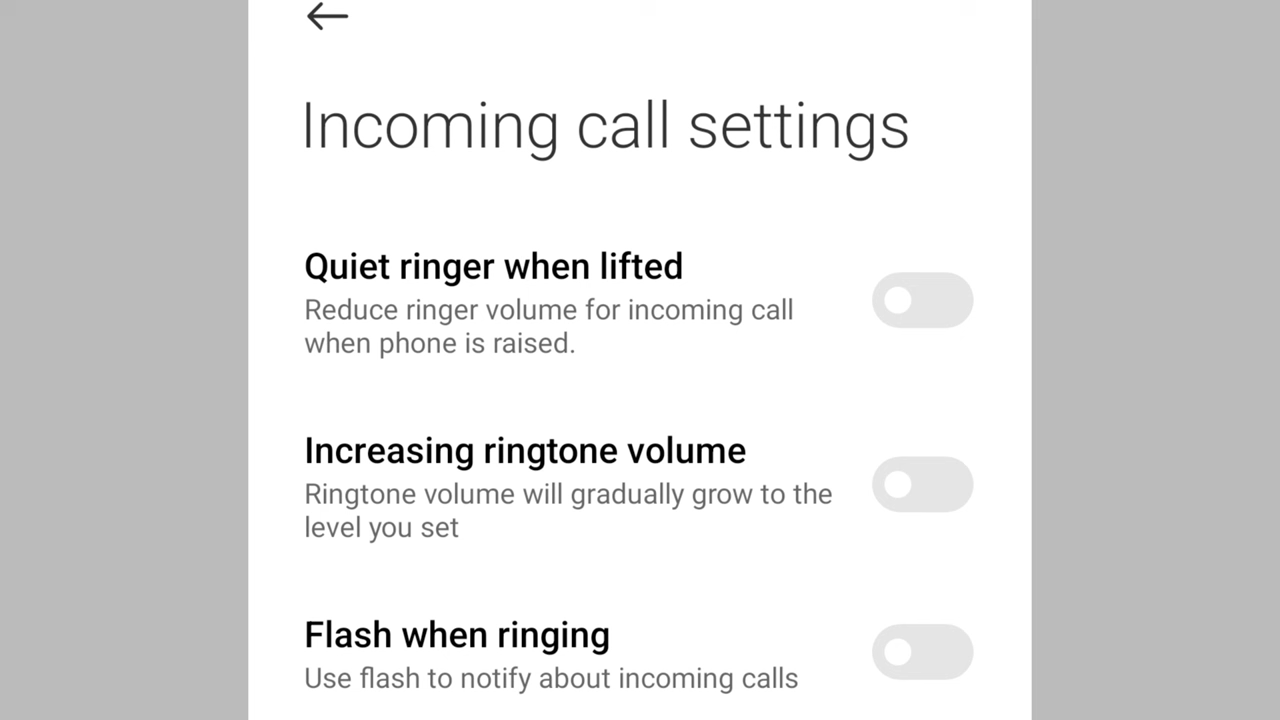 Incoming call settings
Quiet ringer when lifted
Reduce ringer volume for incoming call
when phone is raised.
Increasing ringtone volume
Ringtone volume will gradually grow to the
level you set
Flash when ringing
Use flash to notify about incoming calls